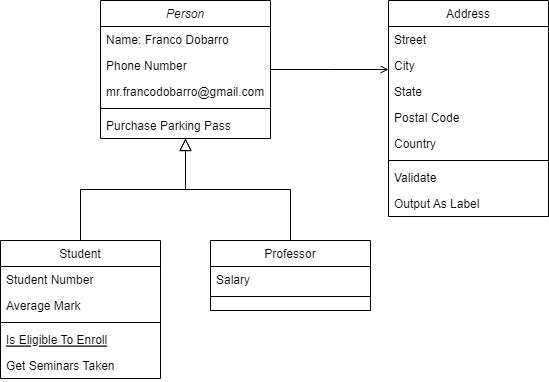 Person
Name: Franco Dobarro
Phone Number
mr.francodobarro@gmail.com
Purchase Parking Pass
Address
Street
City
State
Postal Code
Country
Validate
Output As Label
Student
Student Number
Average Mark
Is Eligible To Enroll
Get Seminars Taken
Professor
Salary